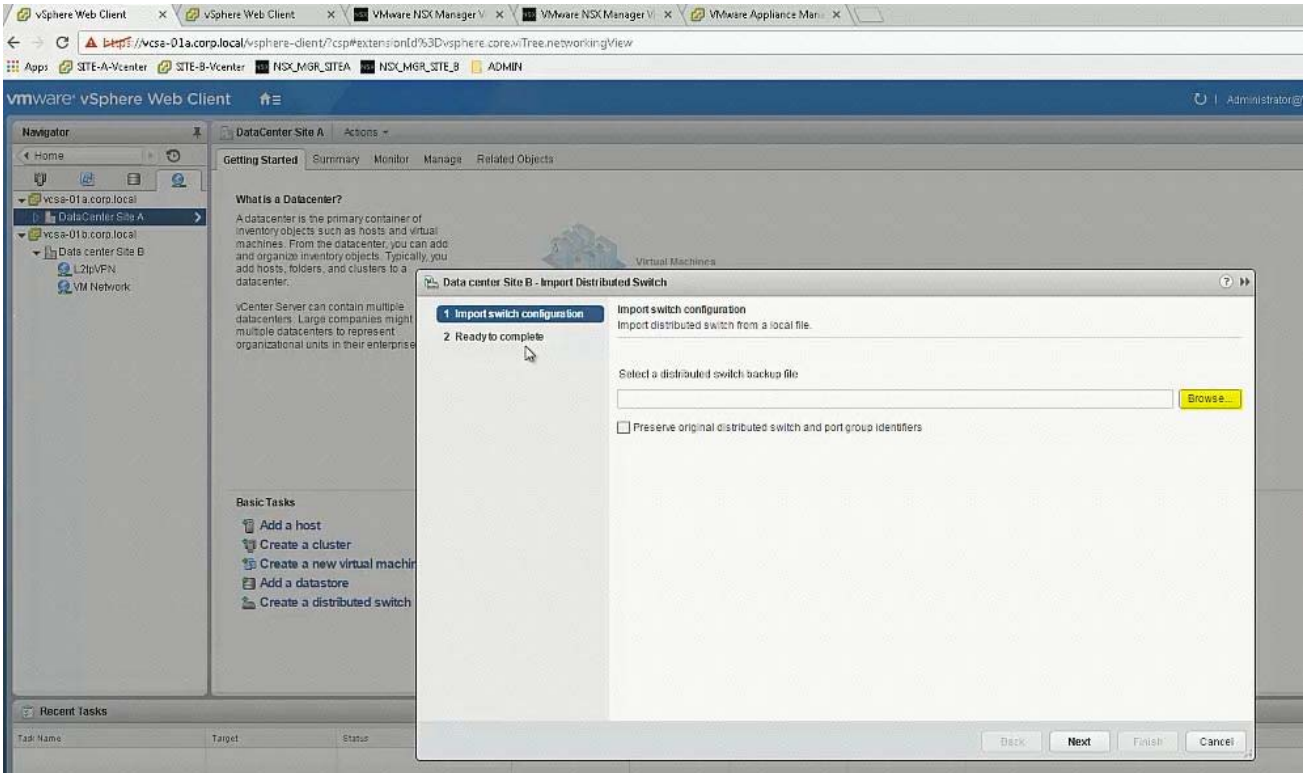 vSphere Web Client
vSphere Web Client
VMware NSX Manager V
VMware NSX Manager V
VMware Appliance Man
https://vcsa-01a.corp.local/vsphere-client/?csp#extensionId%3Dvsphere.core.viTree.networkingView
Apps SITE-A-Vcenter SITE-B-Vcenter NSX_MGR_SITEA NSX_MGR_SITE_B ADMIN
vmware® vSphere Web Client
Administrator@
Navigator
Home
vcsa-01a.corp.local
DataCenter Site A
vcsa-01b.corp.local
Data center Site B
L2tpVPN
VM Network
DataCenter Site A Actions
Getting Started Summary Monitor Manage Related Objects
What is a Datacenter?
A datacenter is the primary container of
inventory objects such as hosts and virtual
machines. From the datacenter, you can add
and organize inventory objects. Typically, you
add hosts, folders, and clusters to a
datacenter.
vCenter Server can contain multiple
datacenters. Large companies might
multiple datacenters to represent
organizational units in their enterprise
Virtual Machines
Basic Tasks
Add a host
Create a cluster
Create a new virtual machin
Add a datastore
Create a distributed switch
Data center Site B - Import Distributed Switch
1 Import switch configuration
2 Ready to complete
Import switch configuration
Import distributed switch from a local file.
Select a distributed switch backup file
Browse...
Preserve original distributed switch and port group identifiers
Back Next Finish Cancel
Recent Tasks
Task Name Target Status